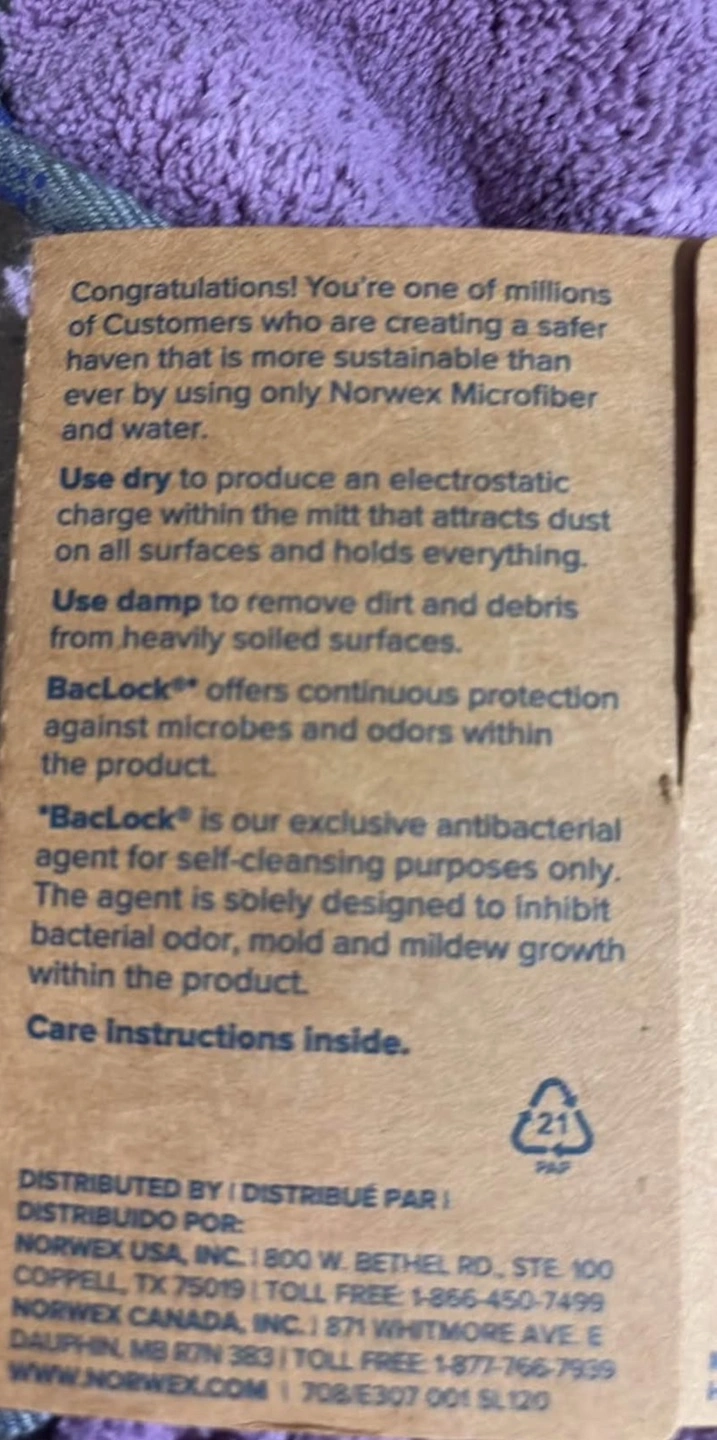 Congratulations! You're one of millions
of Customers who are creating a safer
haven that is more sustainable than
ever by using only Norwex Microfiber
and water.
Use dry to produce an electrostatic
charge within the mitt that attracts dust
on all surfaces and holds everything.
Use damp to remove dirt and debris
from heavily soiled surfaces.
BacLock®* offers continuous protection
against microbes and odors within
the product.
*BacLock® is our exclusive antibacterial
agent for self-cleansing purposes only.
The agent is solely designed to inhibit
bacterial odor, mold and mildew growth
within the product.
Care instructions inside.
21
PAP
DISTRIBUTED BY | DISTRIBUÉ PAR |
DISTRIBUIDO POR:
NORWEX USA, INC. | 800 W. BETHEL RD., STE. 100
COPPELL, TX 75019 | TOLL FREE: 1-866-450-7499
NORWEX CANADA, INC. | 871 WHITMORE AVE. E
DAUPHIN, MB R7N 3B3 | TOLL FREE: 1-877-766-7939
WWW.NORWEX.COM | 708/E307 001 SL120